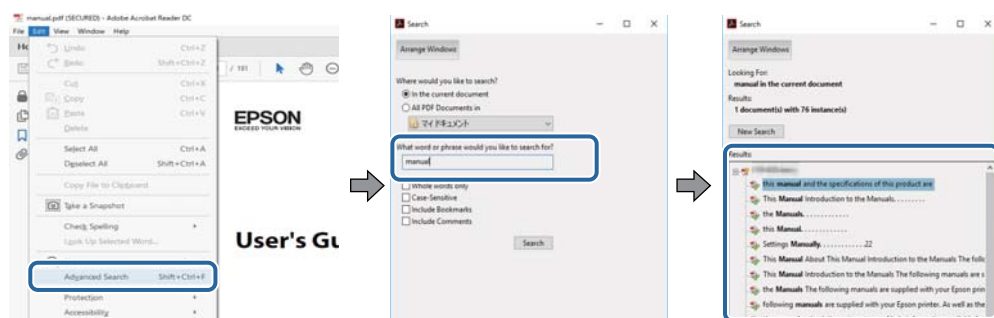 manual.pdf (SECURED) - Adobe Acrobat Reader DC
File Edit View Window Help
Undo Ctrl+Z
Redo Shift+Ctrl+Z
Cut Ctrl+X
Copy Ctrl+C
Paste Ctrl+V
Delete
Select All Ctrl+A
Deselect All Shift+Ctrl+A
Copy File to Clipboard
Take a Snapshot
Check Spelling
Look Up Selected Word...
Advanced Search Shift+Ctrl+F
Protection
Accessibility
/ 181
EPSON
EXCEED YOUR VISION
User's Gu
Search
Arrange Windows
Where would you like to search?
In the current document
All PDF Documents in
マイ ドキュメント
What word or phrase would you like to search for?
manual
Whole words only
Case-Sensitive
Include Bookmarks
Include Comments
Search
Search
Arrange Windows
Looking For:
manual in the current document
Results:
1 document(s) with 76 instance(s)
New Search
Results:
this manual and the specifications of this product are
This Manual Introduction to the Manuals. . . . . . . . .
the Manuals. . . . . . . . . . . . .
this Manual. . . . . . . . . . . . .
Settings Manually. . . . . . . . . . . . .22
This Manual About This Manual Introduction to the Manuals The follo
This Manual Introduction to the Manuals The following manuals are s
the Manuals The following manuals are supplied with your Epson prin
following manuals are supplied with your Epson printer. As well as the